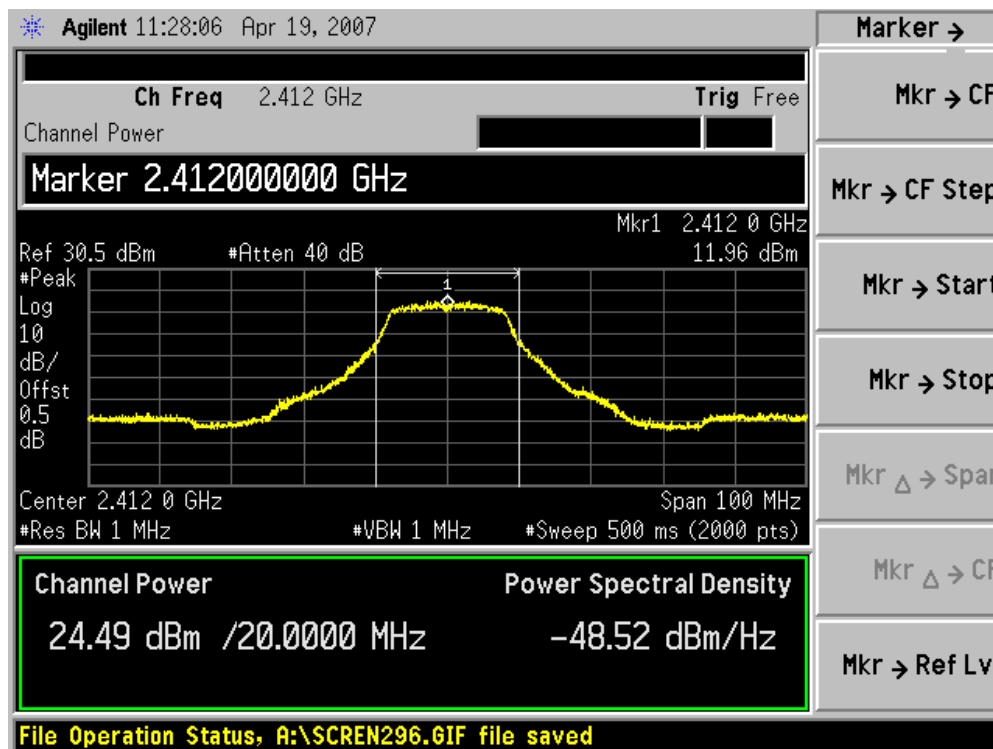 Agilent 11:28:06 Apr 19, 2007
Marker →
Ch Freq 2.412 GHz
Trig Free
Channel Power
Marker 2.412000000 GHz
Mkr1 2.412 0 GHz
Ref 30.5 dBm #Atten 40 dB 11.96 dBm
#Peak
Log
10
dB/
Offst
0.5
dB
1
Center 2.412 0 GHz Span 100 MHz
#Res BW 1 MHz #VBW 1 MHz #Sweep 500 ms (2000 pts)
Channel Power
Power Spectral Density
24.49 dBm /20.0000 MHz
-48.52 dBm/Hz
Mkr → CF
Mkr → CF Step
Mkr → Start
Mkr → Stop
Mkr Δ → Span
Mkr Δ → CF
Mkr → Ref Lv
File Operation Status, A:\SCREN296.GIF file saved